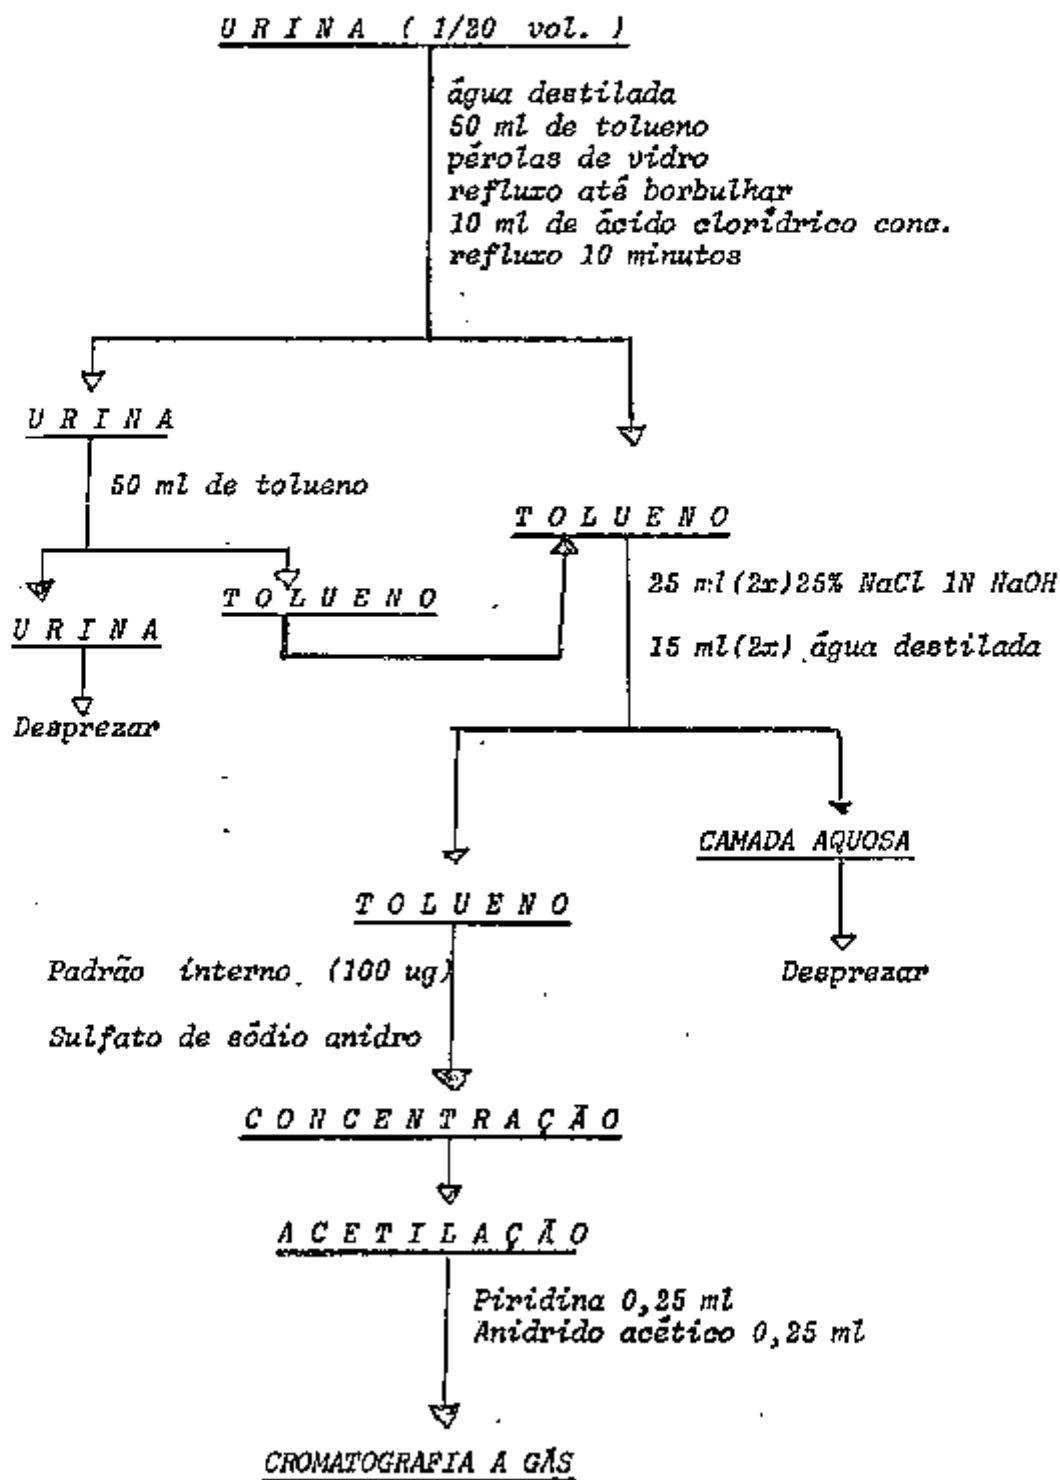 U R I N A ( 1/20 vol. )
água destilada
50 ml de tolueno
pérolas de vidro
refluxo até borbulhar
10 ml de ácido clorídrico conc.
refluxo 10 minutos
U R I N A
50 ml de tolueno
T O L U E N O
25 ml(2x)25% NaCl 1N NaOH
15 ml(2x) água destilada
T O L U E N O
U R I N A
Desprezar
CAMADA AQUOSA
Desprezar
T O L U E N O
Padrão interno (100 ug)
Sulfato de sódio anidro
C O N C E N T R A Ç Ã O
A C E T I L A Ç Ã O
Piridina 0,25 ml
Anidrido acético 0,25 ml
CROMATOGRAFIA A GÁS